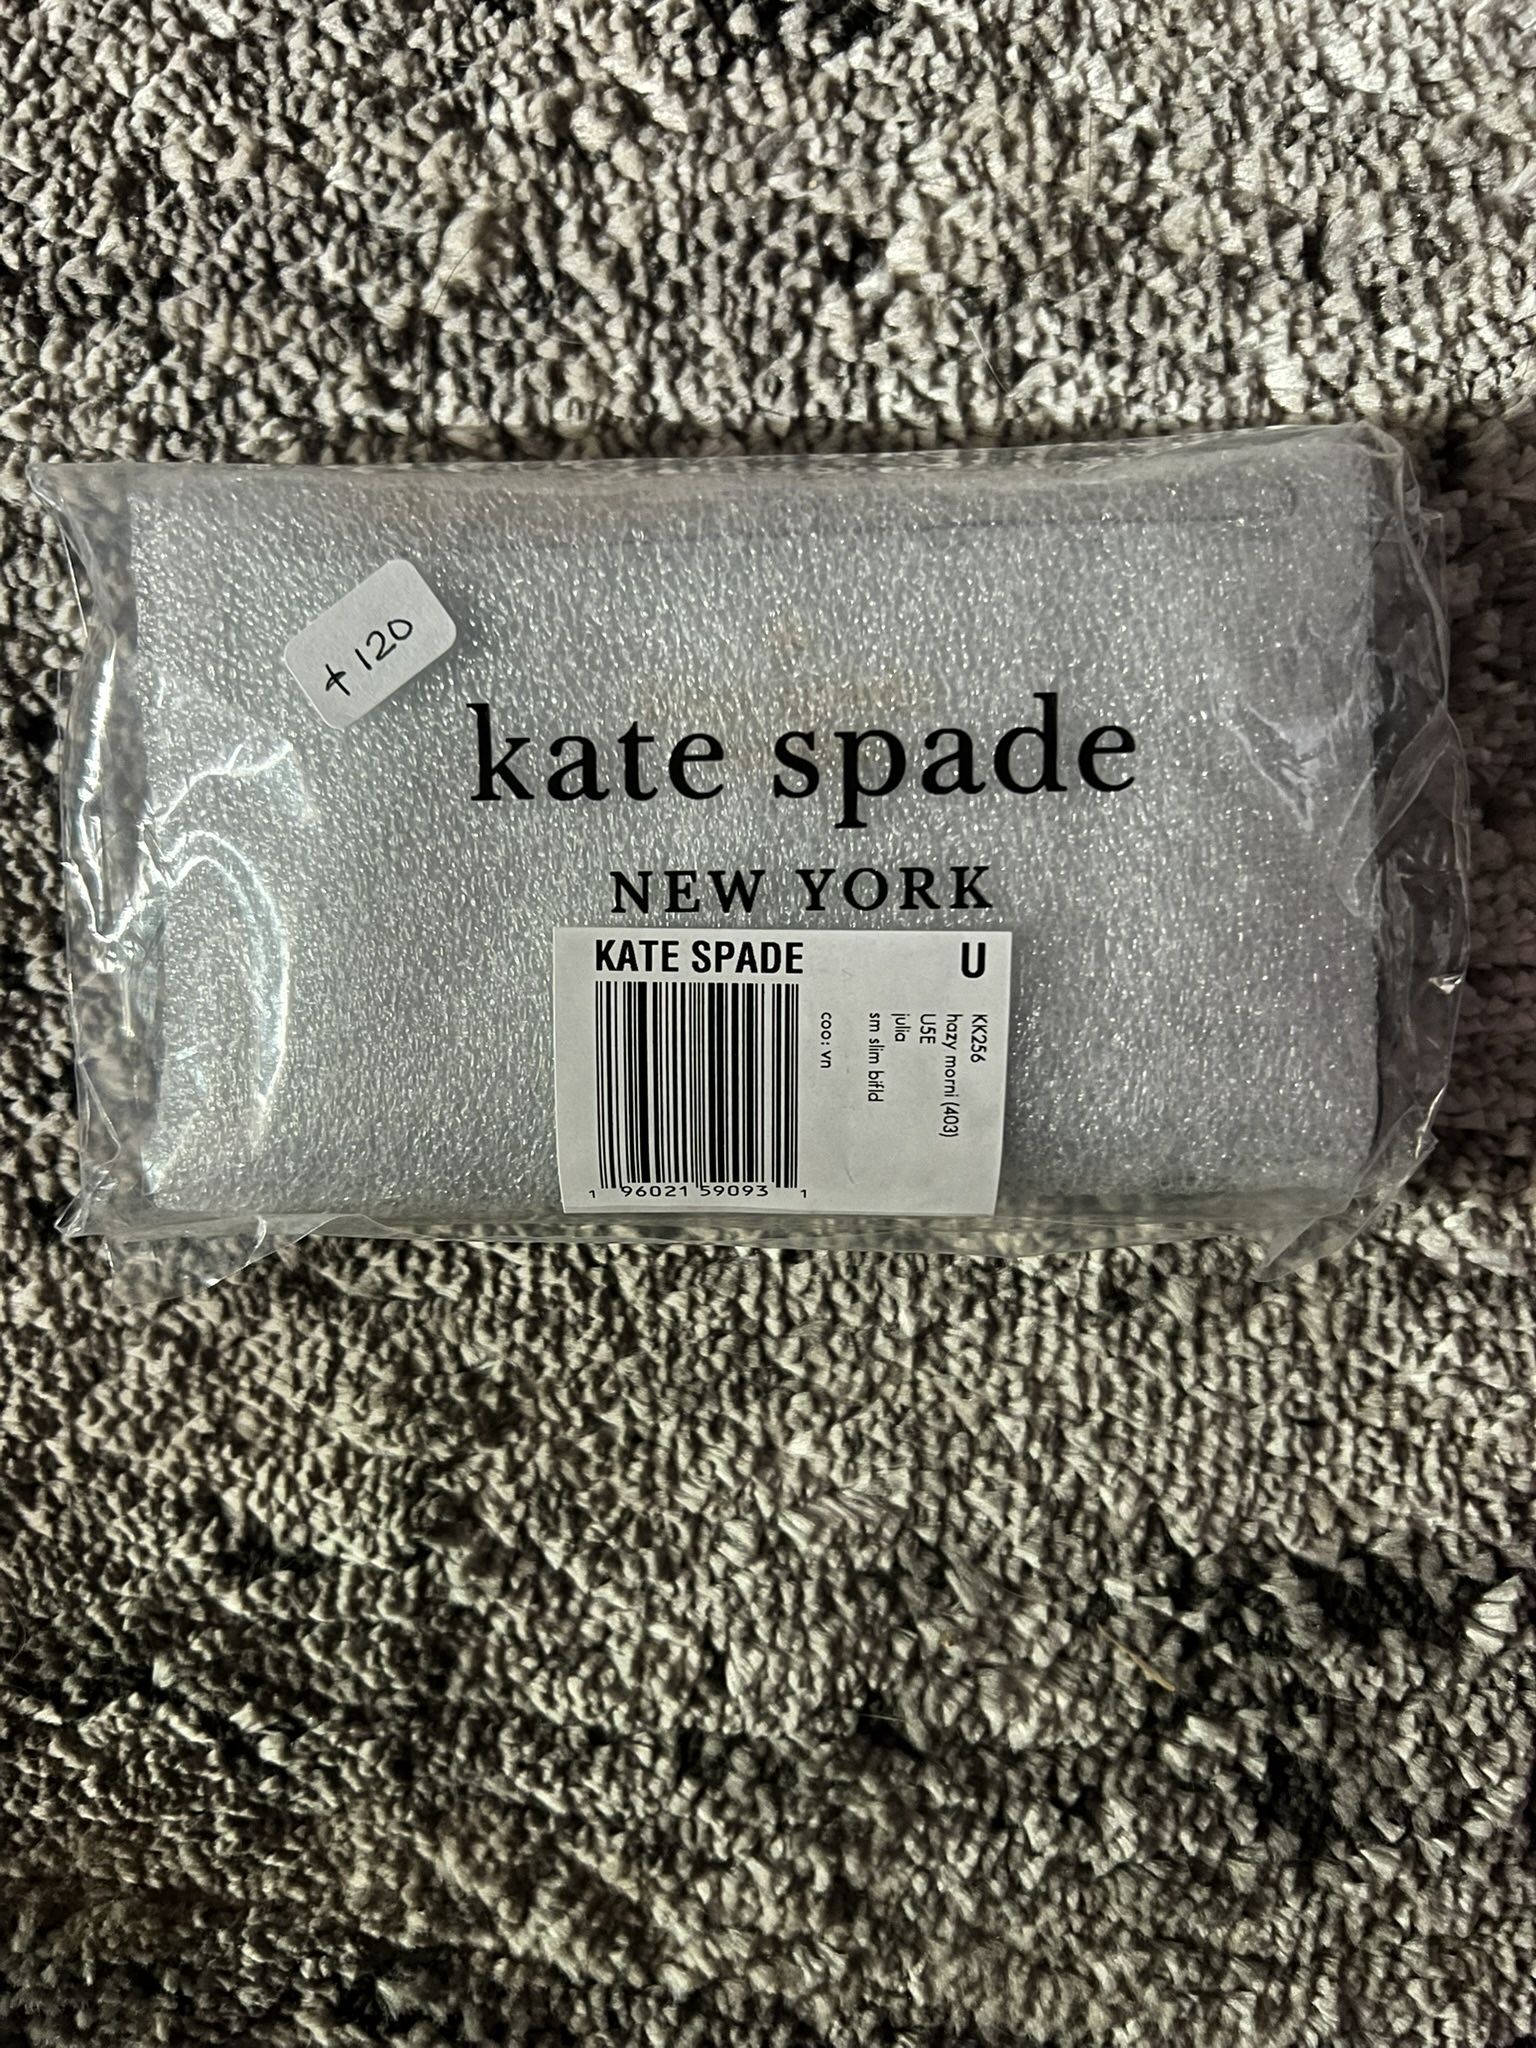 +120
kate spade
NEW YORK
KATE SPADE U
KK256
hazy morni (403)
U5E
julia
sm slim bifld
coo: vn
1 96021 59093 1